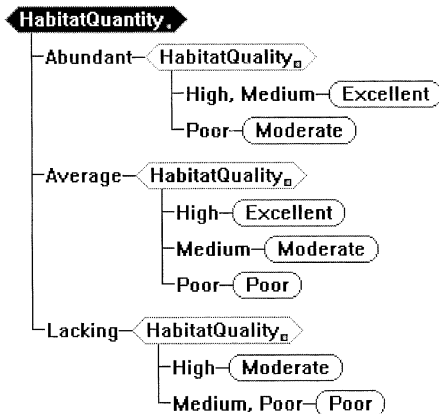 HabitatQuantity
Abundant HabitatQuality
High, Medium Excellent
Poor Moderate
Average HabitatQuality
High Excellent
Medium Moderate
Poor Poor
Lacking HabitatQuality
High Moderate
Medium, Poor Poor